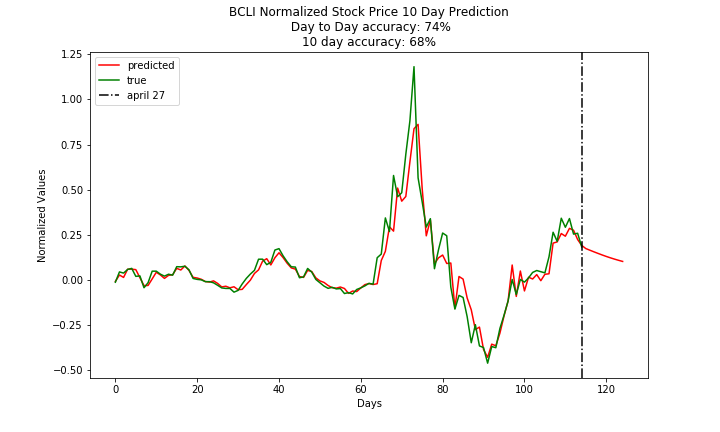 BCLI Normalized Stock Price 10 Day Prediction
Day to Day accuracy: 74%
10 day accuracy: 68%
predicted
true
april 27
Normalized Values
1.25
1.00
0.75
0.50
0.25
0.00
−0.25
−0.50
0 20 40 60 80 100 120
Days